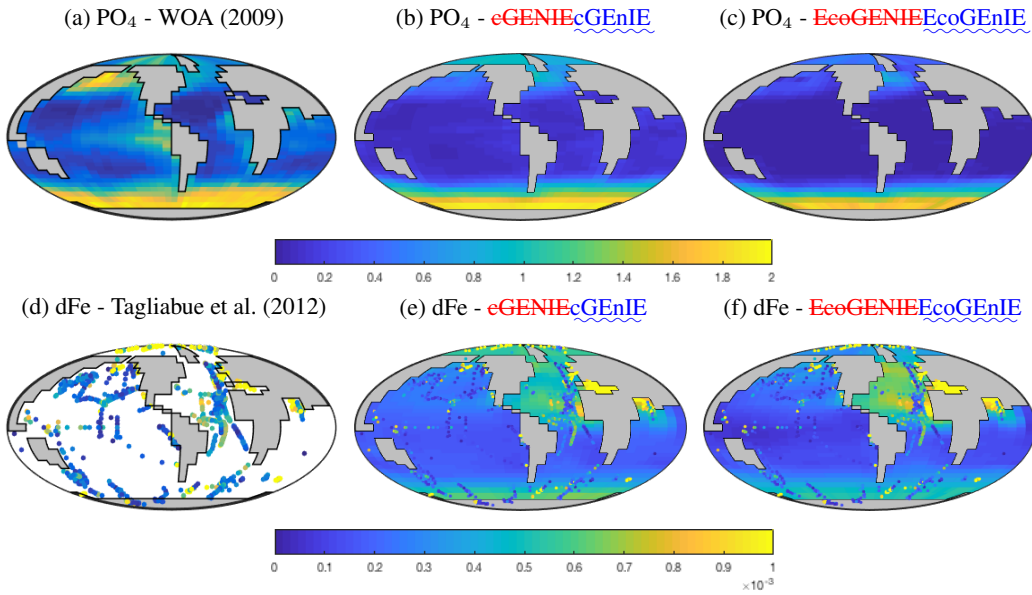 (a) PO₄ - WOA (2009)
(b) PO₄ - cGENIEcGEnIE
(c) PO₄ - EcoGENIEEcoGEnIE
0 0.2 0.4 0.6 0.8 1 1.2 1.4 1.6 1.8 2
(d) dFe - Tagliabue et al. (2012)
(e) dFe - cGENIEcGEnIE
(f) dFe - EcoGENIEEcoGEnIE
0 0.1 0.2 0.3 0.4 0.5 0.6 0.7 0.8 0.9 1
×10⁻³